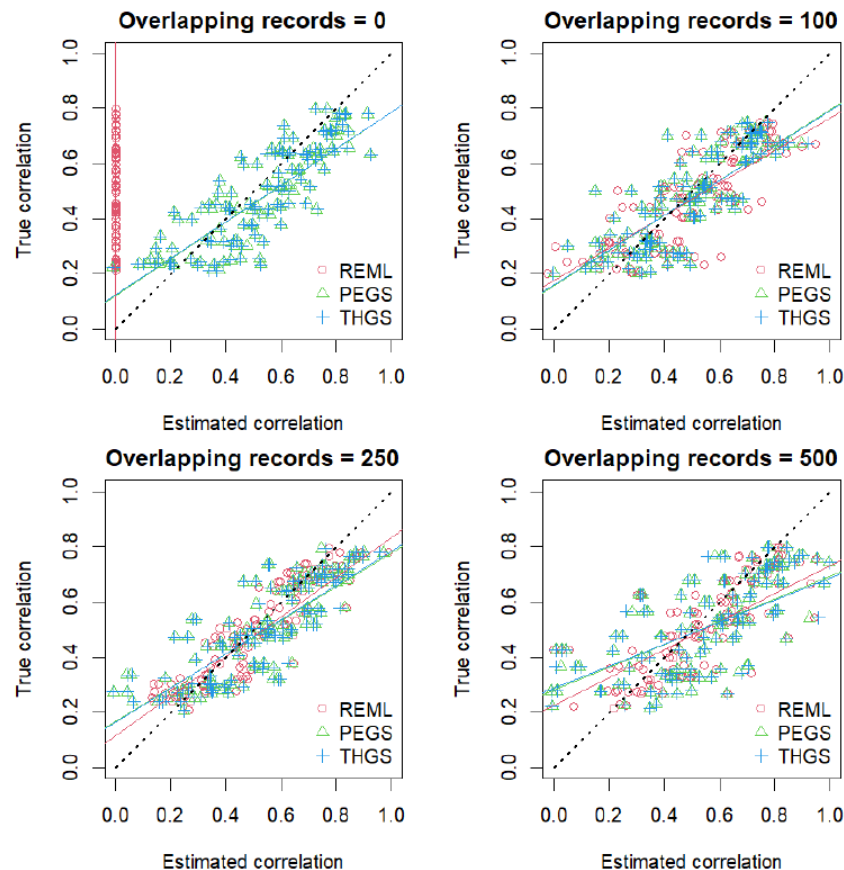 Overlapping records = 0
True correlation
0.0 0.2 0.4 0.6 0.8 1.0
REML
PEGS
THGS
0.0 0.2 0.4 0.6 0.8 1.0
Estimated correlation
Overlapping records = 100
True correlation
0.0 0.2 0.4 0.6 0.8 1.0
REML
PEGS
THGS
0.0 0.2 0.4 0.6 0.8 1.0
Estimated correlation
Overlapping records = 250
True correlation
0.0 0.2 0.4 0.6 0.8 1.0
REML
PEGS
THGS
0.0 0.2 0.4 0.6 0.8 1.0
Estimated correlation
Overlapping records = 500
True correlation
0.0 0.2 0.4 0.6 0.8 1.0
REML
PEGS
THGS
0.0 0.2 0.4 0.6 0.8 1.0
Estimated correlation